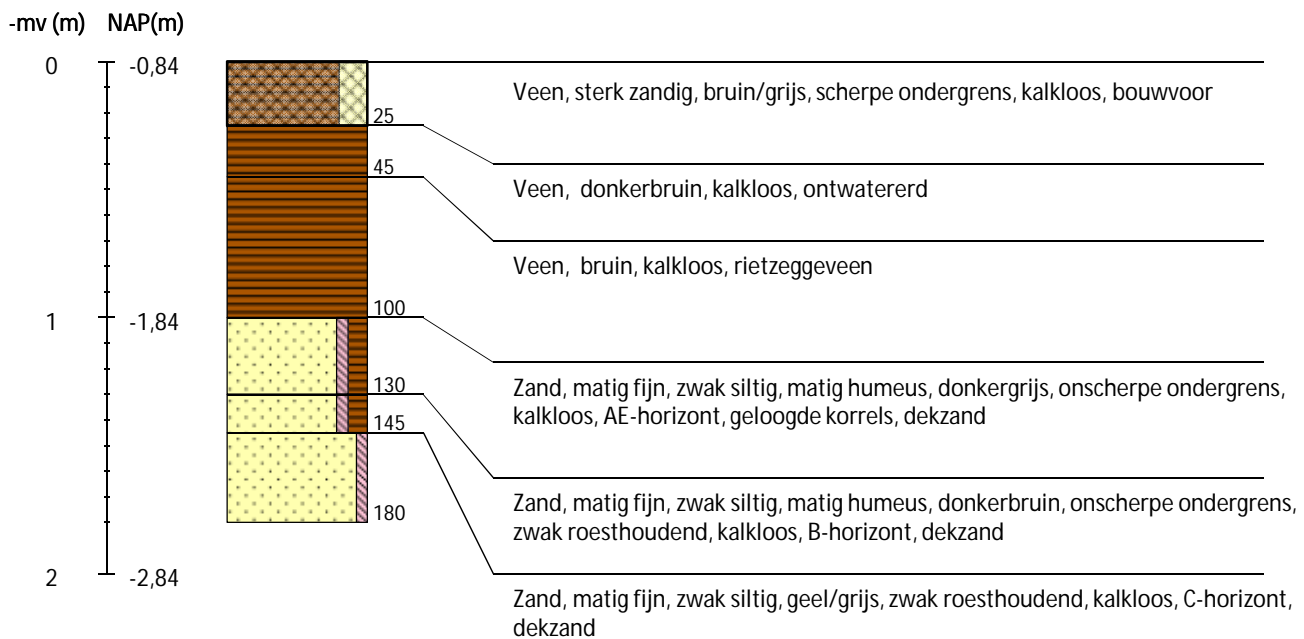 -mv (m) NAP(m)
0 -0,84
Veen, sterk zandig, bruin/grijs, scherpe ondergrens, kalkloos, bouwvoor
25
45
Veen, donkerbruin, kalkloos, ontwatererd
Veen, bruin, kalkloos, rietzeggeveen
100
1 -1,84
Zand, matig fijn, zwak siltig, matig humeus, donkergrijs, onscherpe ondergrens,
kalkloos, AE-horizont, geloogde korrels, dekzand
130
145
Zand, matig fijn, zwak siltig, matig humeus, donkerbruin, onscherpe ondergrens,
zwak roesthoudend, kalkloos, B-horizont, dekzand
180
2 -2,84
Zand, matig fijn, zwak siltig, geel/grijs, zwak roesthoudend, kalkloos, C-horizont,
dekzand